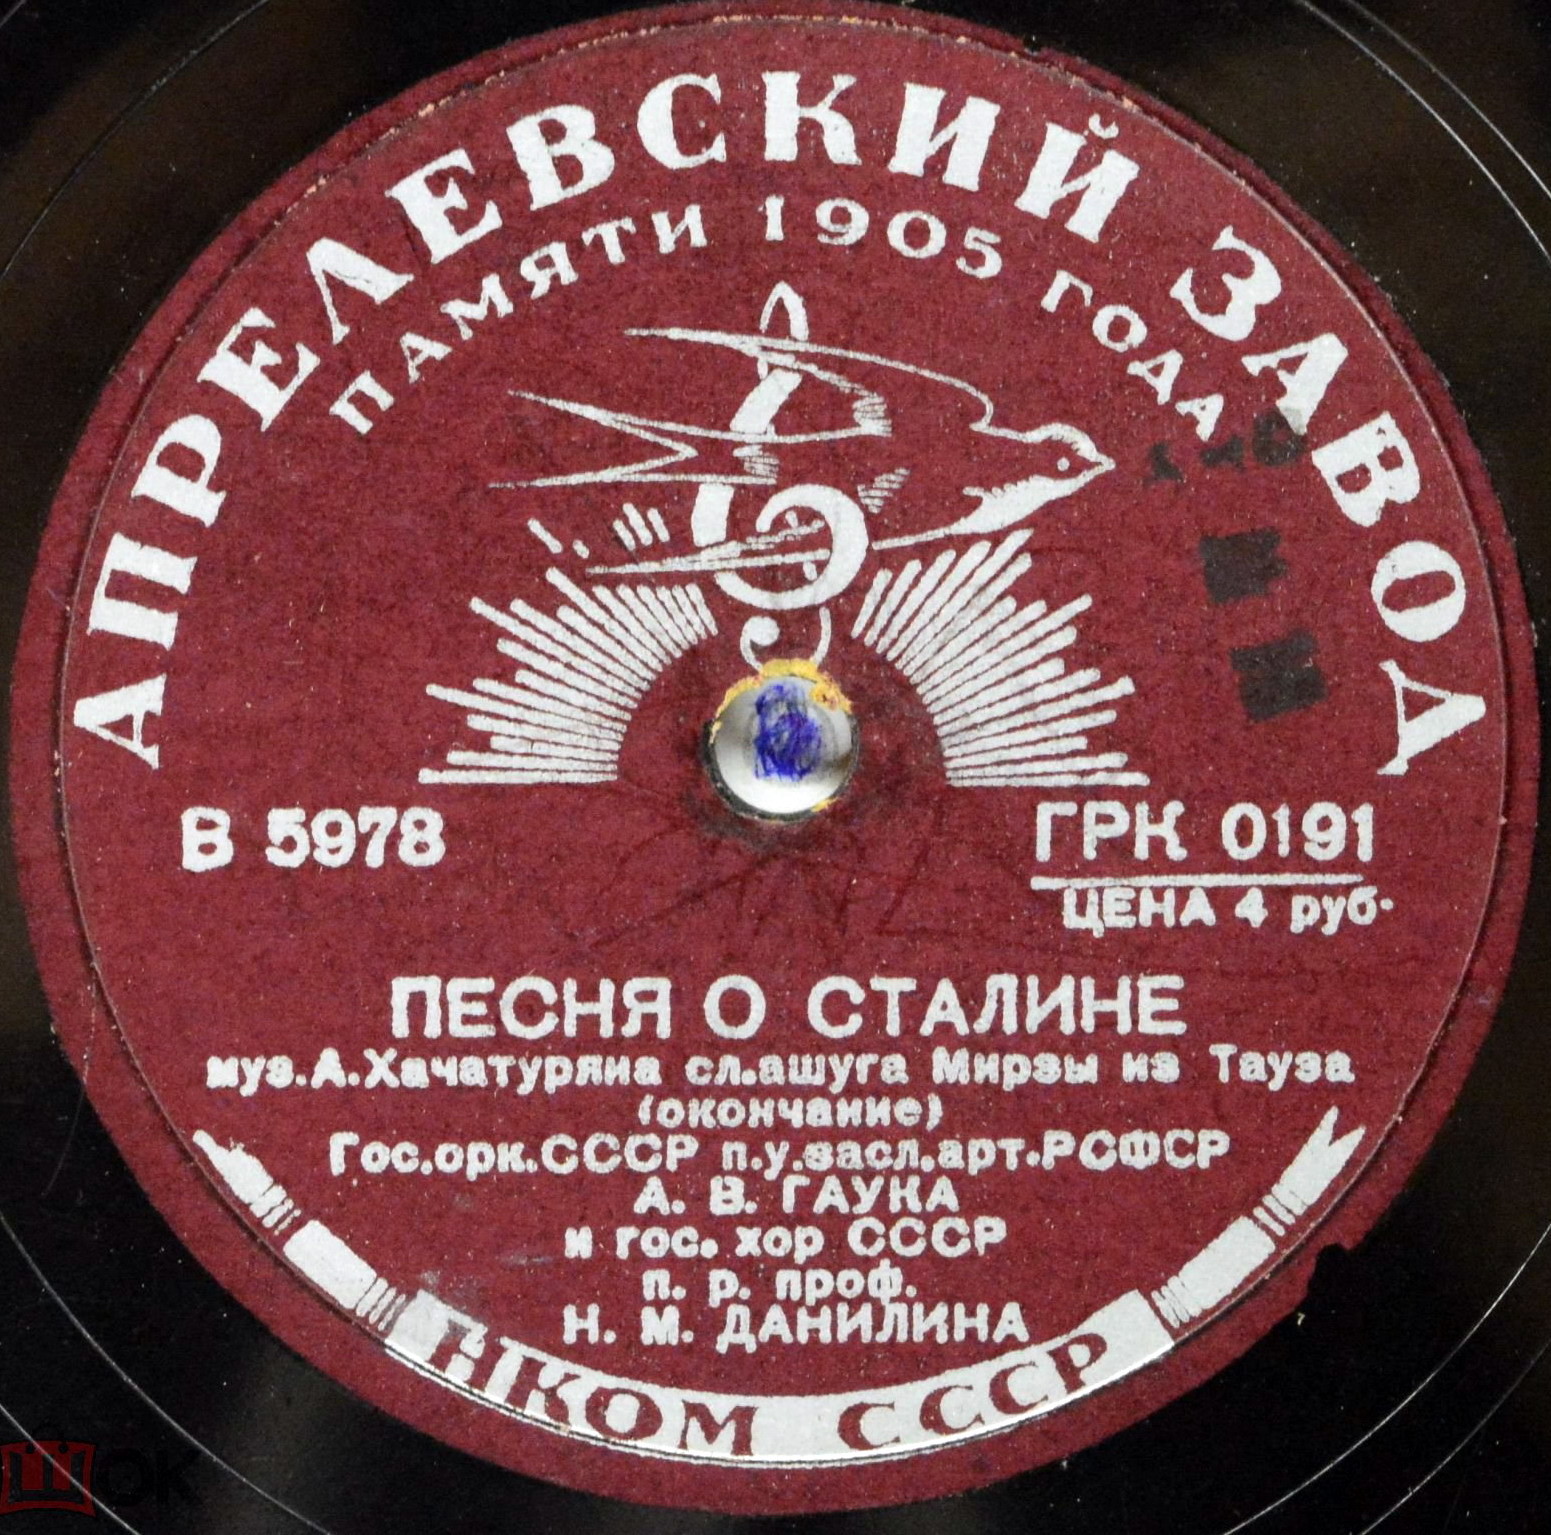 АПРЕЛЕВСКИЙ ЗАВОД
ПАМЯТИ 1905 ГОДА
В 5978
ГРК 0191
ЦЕНА 4 руб.
ПЕСНЯ О СТАЛИНЕ
муз.А.Хачатуряна сл.ашуга Мирзы из Тауза
(окончание)
Гос.орк.СССР п.у.засл.арт.РСФСР
А. В. ГАУКА
и гос. хор СССР
п. р. проф.
Н. М. ДАНИЛИНА
СССР
ШОК